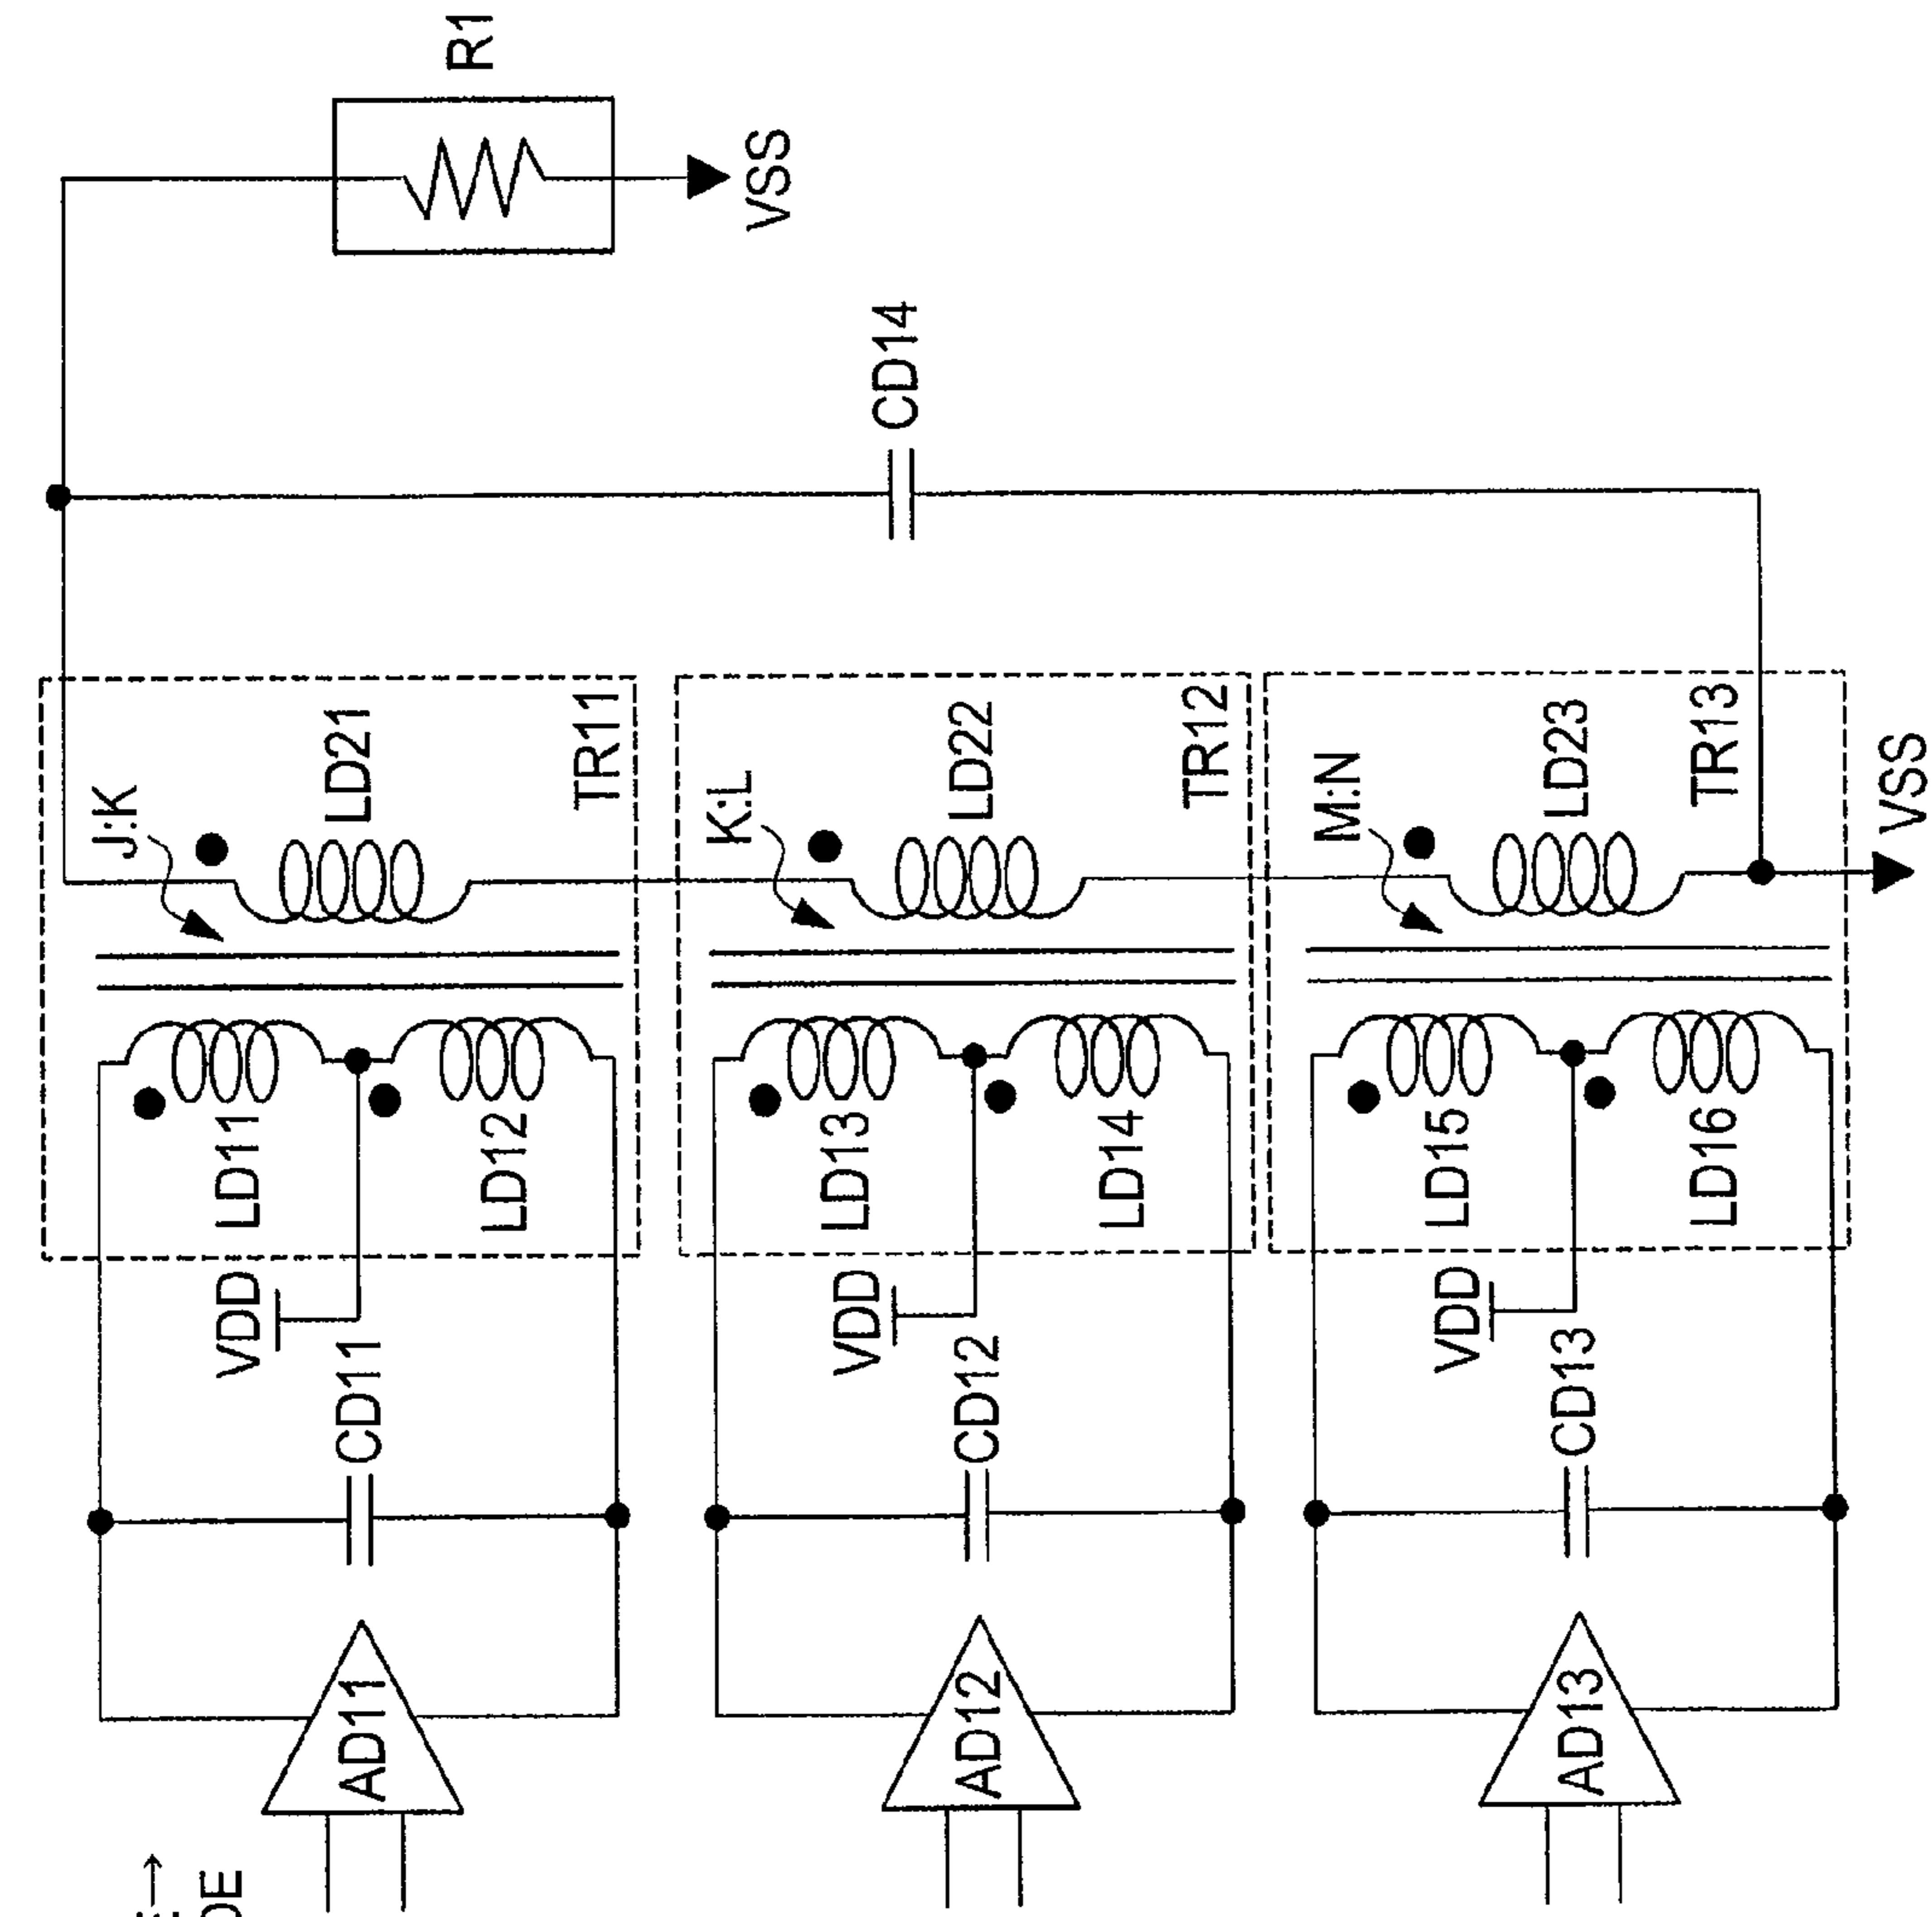 R1
VSS
CD14
J:K
LD21
TR11
K:L
LD22
TR12
M:N
LD23
TR13
VSS
LD11
LD12
LD13
LD14
LD15
LD16
VDD
CD11
VDD
CD12
VDD
CD13
AD11
AD12
AD13